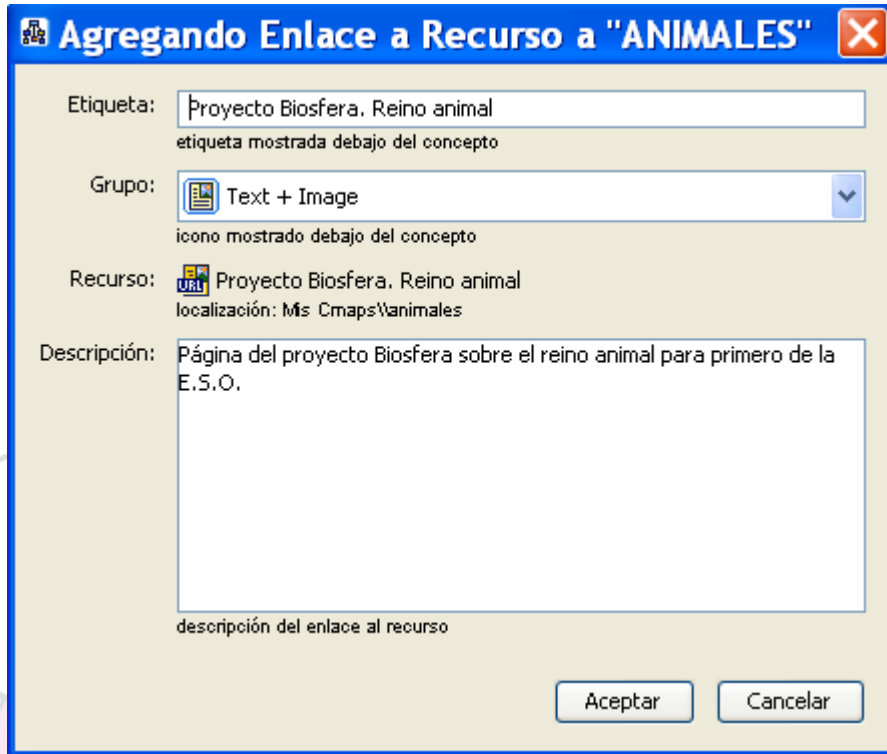 Agregando Enlace a Recurso a "ANIMALES"
Etiqueta: Proyecto Biosfera. Reino animal
etiqueta mostrada debajo del concepto
Grupo: Text + Image
icono mostrado debajo del concepto
Recurso: URL Proyecto Biosfera. Reino animal
localización: Mis Cmaps\\animales
Descripción: Página del proyecto Biosfera sobre el reino animal para primero de la
E.S.O.
descripción del enlace al recurso
Aceptar Cancelar